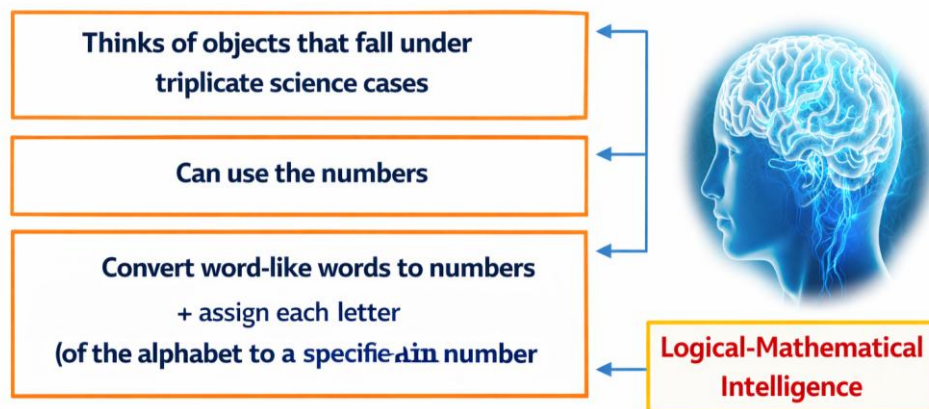 Thinks of objects that fall under
triplicate science cases
Can use the numbers
Convert word-like words to numbers
+ assign each letter
(of the alphabet to a specifie number
Logical-Mathematical
Intelligence